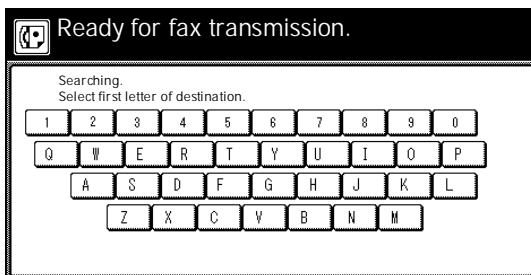 Ready for fax transmission.
Searching.
Select first letter of destination.
1 2 3 4 5 6 7 8 9 0
Q W E R T Y U I O P
A S D F G H J K L
Z X C V B N M